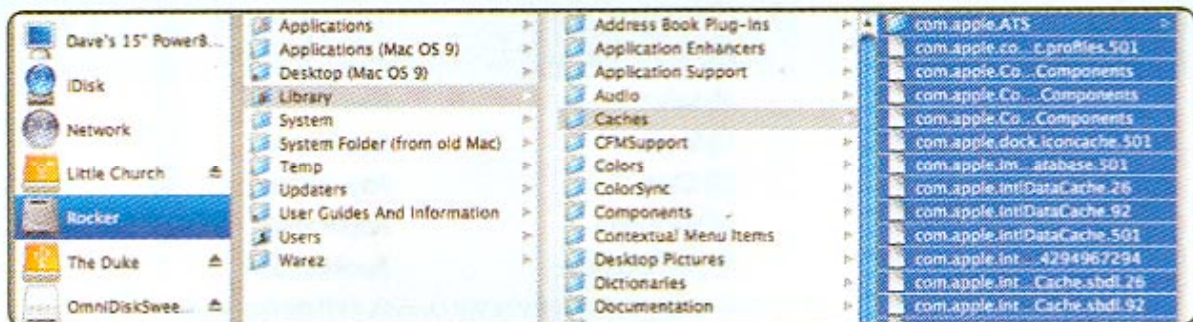 Dave's 15" PowerB...
iDisk
Network
Little Church
Rocker
The Duke
OmniDiskSwee...
Applications
Applications (Mac OS 9)
Desktop (Mac OS 9)
Library
System
System Folder (from old Mac)
Temp
Updaters
User Guides And Information
Users
Warez
Address Book Plug-Ins
Application Enhancers
Application Support
Audio
Caches
CFMSupport
Colors
ColorSync
Components
Contextual Menu Items
Desktop Pictures
Dictionaries
Documentation
com.apple.ATS
com.apple.co...c.profiles.501
com.apple.Co...Components
com.apple.Co...Components
com.apple.Co...Components
com.apple.dock.iconcache.501
com.apple.im...atabase.501
com.apple.IntlDataCache.26
com.apple.IntlDataCache.92
com.apple.IntlDataCache.501
com.apple.Int...4294967294
com.apple.Int...Cache.sbdl.26
com.apple.Int...Cache.sbdl.92